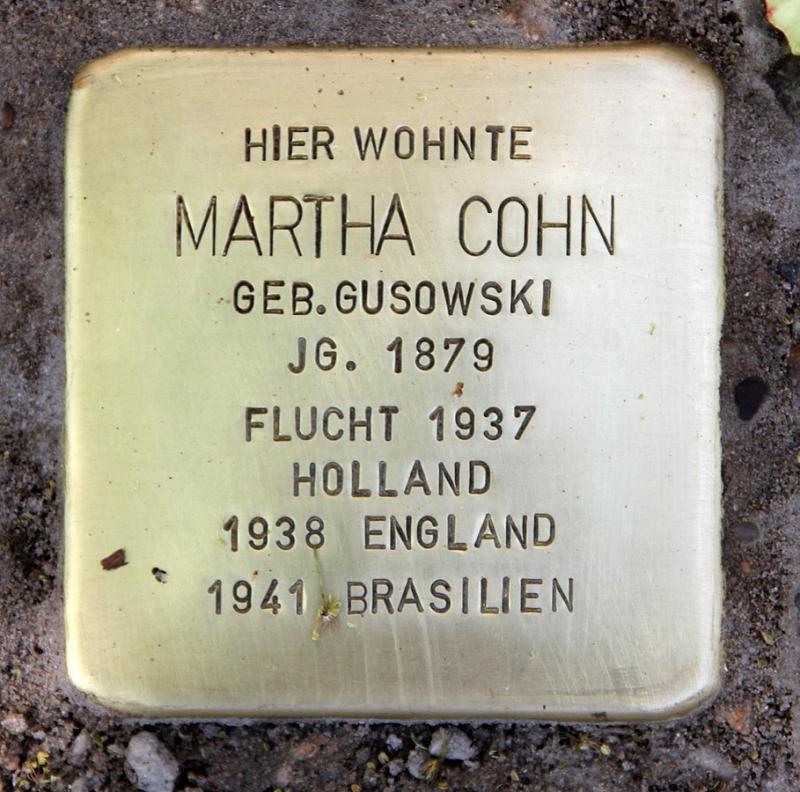 HIER WOHNTE
MARTHA COHN
GEB.GUSOWSKI
JG. 1879
FLUCHT 1937
HOLLAND
1938 ENGLAND
1941 BRASILIEN